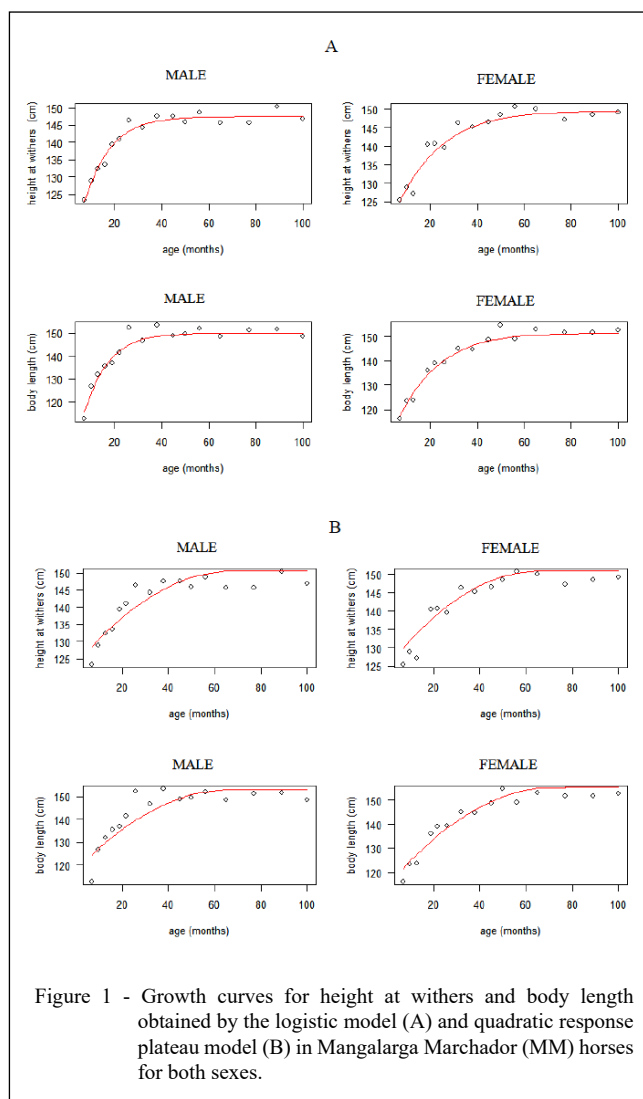 A
MALE
FEMALE
height at withers (cm)
150
145
140
135
130
125
20
40
60
80
100
age (months)
height at withers (cm)
150
145
140
135
130
125
20
40
60
80
100
age (months)
MALE
FEMALE
body length (cm)
150
140
130
120
20
40
60
80
100
age (months)
body length (cm)
150
140
130
120
20
40
60
80
100
age (months)
B
MALE
FEMALE
height at withers (cm)
150
145
140
135
130
125
20
40
60
80
100
age (months)
height at withers (cm)
150
145
140
135
130
125
20
40
60
80
100
age (months)
MALE
FEMALE
body length (cm)
150
140
130
120
20
40
60
80
100
age (months)
body length (cm)
150
140
130
120
20
40
60
80
100
age (months)
Figure 1 - Growth curves for height at withers and body length
obtained by the logistic model (A) and quadratic response
plateau model (B) in Mangalarga Marchador (MM) horses
for both sexes.